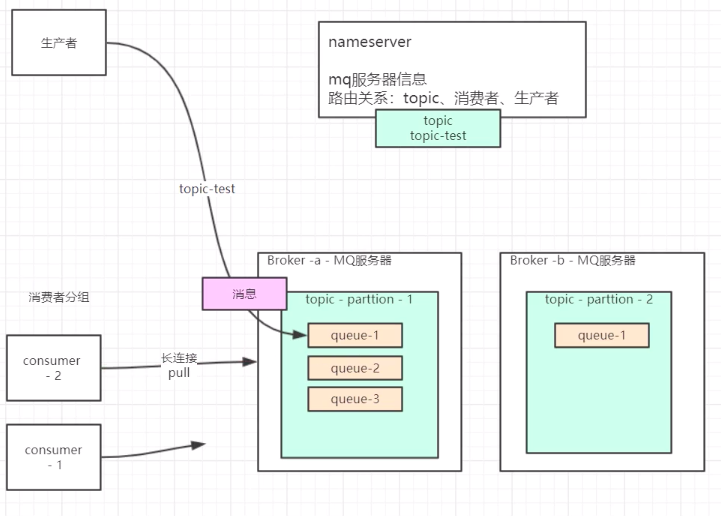 生产者
nameserver
mq服务器信息
路由关系：topic、消费者、生产者
topic
topic-test
topic-test
Broker -a - MQ服务器
Broker -b - MQ服务器
消息
topic - parttion - 1
topic - parttion - 2
消费者分组
queue-1
queue-1
consumer
- 2
长连接
pull
queue-2
queue-3
consumer
- 1